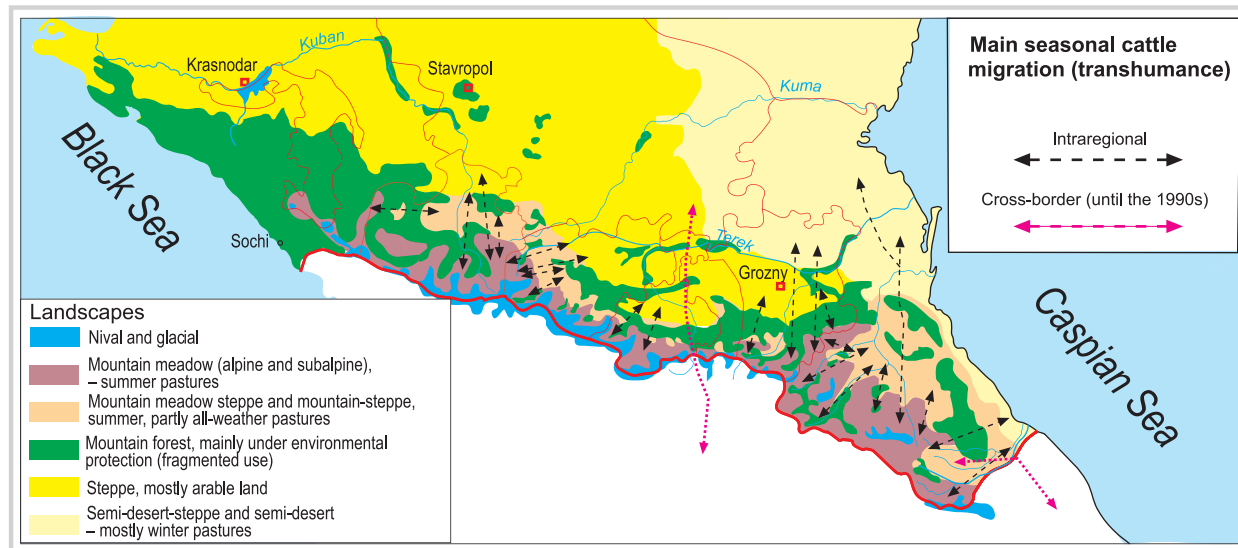 Krasnodar
Kuban
Stavropol
Kuma
Black Sea
Sochi
Terek
Grozny
Caspian Sea
Main seasonal cattle
migration (transhumance)
Intraregional
Cross-border (until the 1990s)
Landscapes
Nival and glacial
Mountain meadow (alpine and subalpine),
– summer pastures
Mountain meadow steppe and mountain-steppe,
summer, partly all-weather pastures
Mountain forest, mainly under environmental
protection (fragmented use)
Steppe, mostly arable land
Semi-desert-steppe and semi-desert
– mostly winter pastures